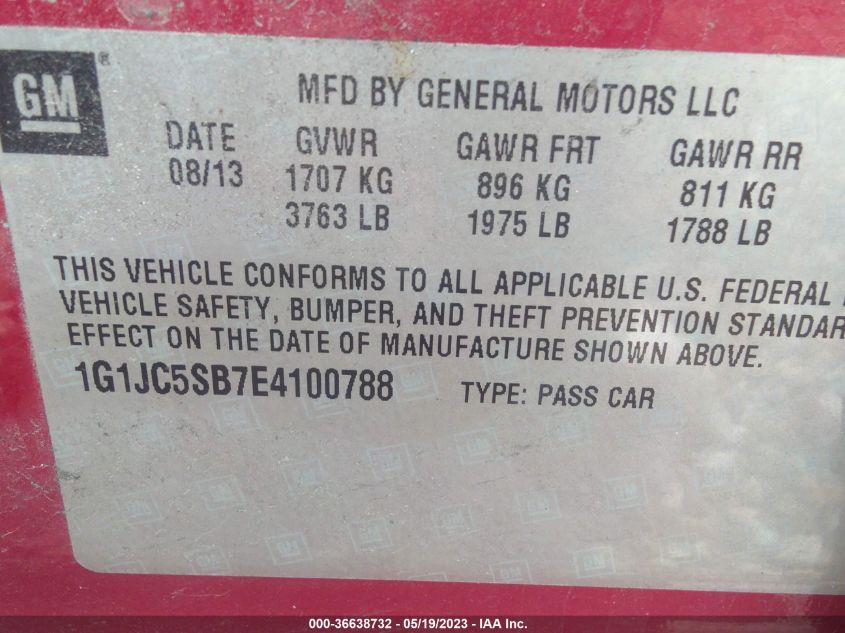 GM®
MFD BY GENERAL MOTORS LLC
DATE GVWR GAWR FRT GAWR RR
08/13 1707 KG 896 KG 811 KG
3763 LB 1975 LB 1788 LB
THIS VEHICLE CONFORMS TO ALL APPLICABLE U.S. FEDERAL
VEHICLE SAFETY, BUMPER, AND THEFT PREVENTION STANDAR
EFFECT ON THE DATE OF MANUFACTURE SHOWN ABOVE.
1G1JC5SB7E4100788 TYPE: PASS CAR
000-36638732 - 05/19/2023 - IAA Inc.